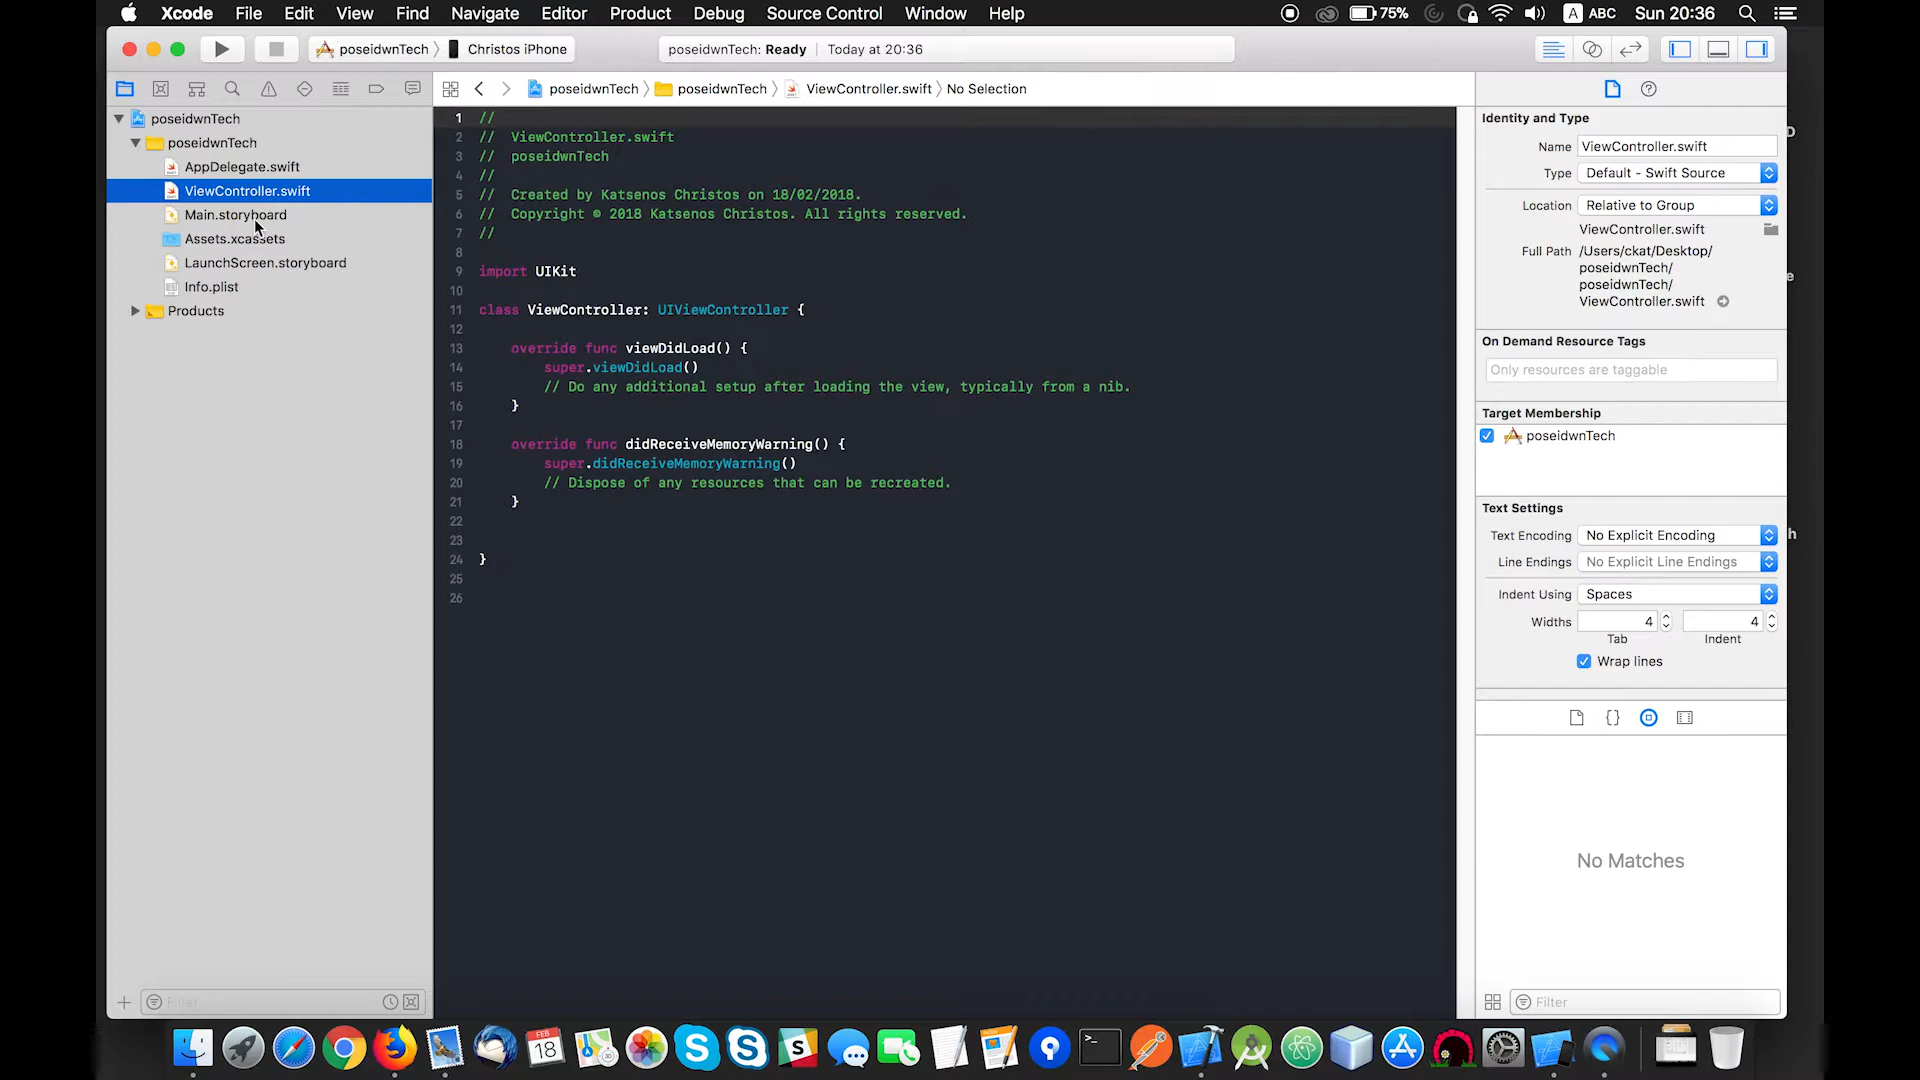 Xcode File Edit View Find Navigate Editor Product Debug Source Control Window Help 75% A ABC Sun 20:36
poseidwnTech Christos iPhone poseidwnTech: Ready Today at 20:36
poseidwnTech poseidwnTech ViewController.swift No Selection
poseidwnTech
poseidwnTech
AppDelegate.swift
ViewController.swift
Main.storyboard
Assets.xcassets
LaunchScreen.storyboard
Info.plist
Products
Filter
1 //
2 // ViewController.swift
3 // poseidwnTech
4 //
5 // Created by Katsenos Christos on 18/02/2018.
6 // Copyright © 2018 Katsenos Christos. All rights reserved.
7 //
8
9 import UIKit
10
11 class ViewController: UIViewController {
12
13 override func viewDidLoad() {
14 super.viewDidLoad()
15 // Do any additional setup after loading the view, typically from a nib.
16 }
17
18 override func didReceiveMemoryWarning() {
19 super.didReceiveMemoryWarning()
20 // Dispose of any resources that can be recreated.
21 }
22
23
24 }
25
26
Identity and Type
Name ViewController.swift
Type Default - Swift Source
Location Relative to Group
ViewController.swift
Full Path /Users/ckat/Desktop/
poseidwnTech/
poseidwnTech/
ViewController.swift
On Demand Resource Tags
Only resources are taggable
Target Membership
poseidwnTech
Text Settings
Text Encoding No Explicit Encoding
Line Endings No Explicit Line Endings
Indent Using Spaces
Widths 4 4
Tab Indent
Wrap lines
{}
No Matches
Filter
FEB
18